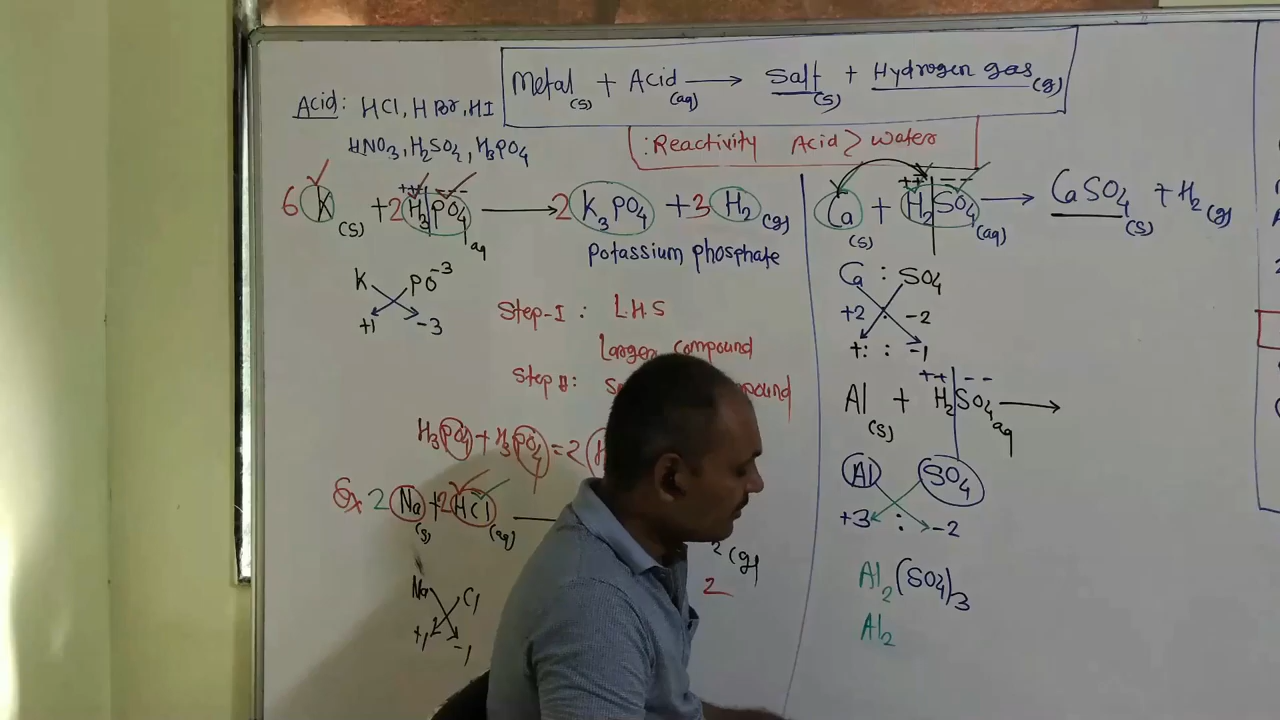 Metal(s) + Acid(aq) → Salt(s) + Hydrogen gas(g)
Acid: HCl, HBr, HI
HNO3, H2SO4, H3PO4
:Reactivity Acid > Water
6 K(s) + 2 H3PO4 aq → 2 K3PO4 + 3 H2(g)
++ --
Potassium phosphate
K PO-3
+1 -3
Step-I : L.H.S
Larger compound
Step II:
H3PO4 + H3PO4 = 2
Ex 2 Na(s) + 2 HCl(aq)
2(g)
2
Na Cl
+1 -1
Ca(s) + H2SO4(aq) → CaSO4(s) + H2(g)
++ --
Ca : SO4
+2 : -2
+: : -1
++ --
Al(s) + H2SO4 aq →
Al SO4
+3 : -2
Al2(SO4)3
Al2